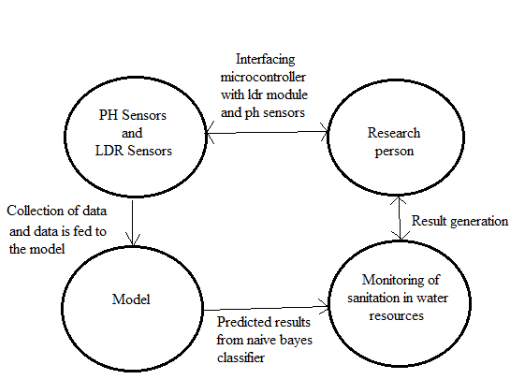 Interfacing
microcontroller
with ldr module
and ph sensors
PH Sensors
and
LDR Sensors
Research
person
Collection of data
and data is fed to
the model
Result generation
Model
Monitoring of
sanitation in water
resources
Predicted results
from naive bayes
classifier